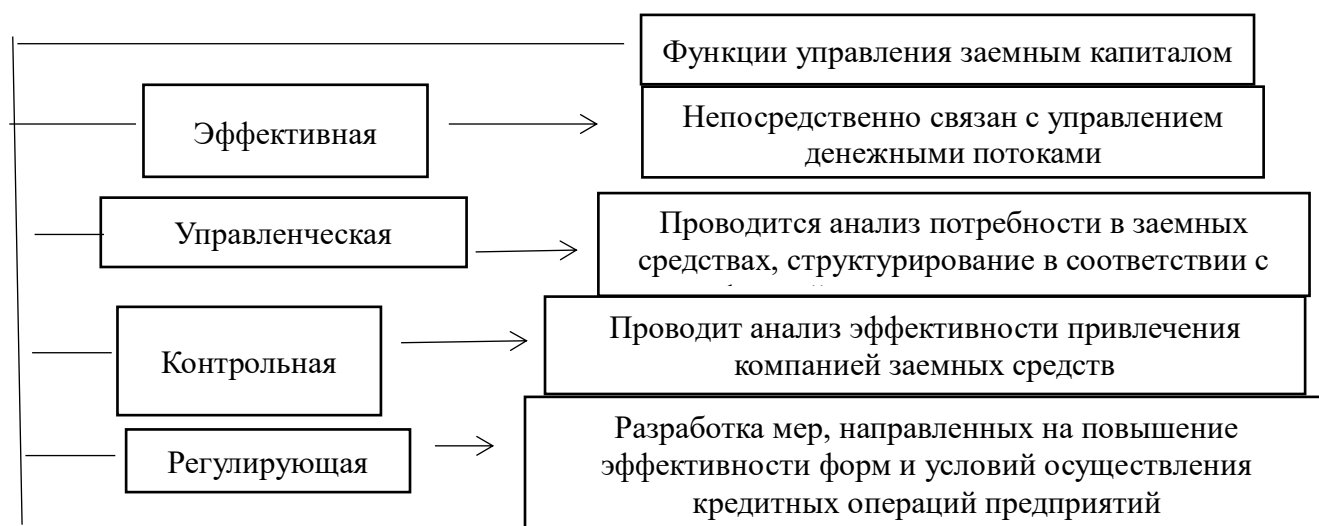 Функции управления заемным капиталом
Эффективная
Непосредственно связан с управлением
денежными потоками
Управленческая
Проводится анализ потребности в заемных
средствах, структурирование в соответствии с
Контрольная
Проводит анализ эффективности привлечения
компанией заемных средств
Регулирующая
Разработка мер, направленных на повышение
эффективности форм и условий осуществления
кредитных операций предприятий